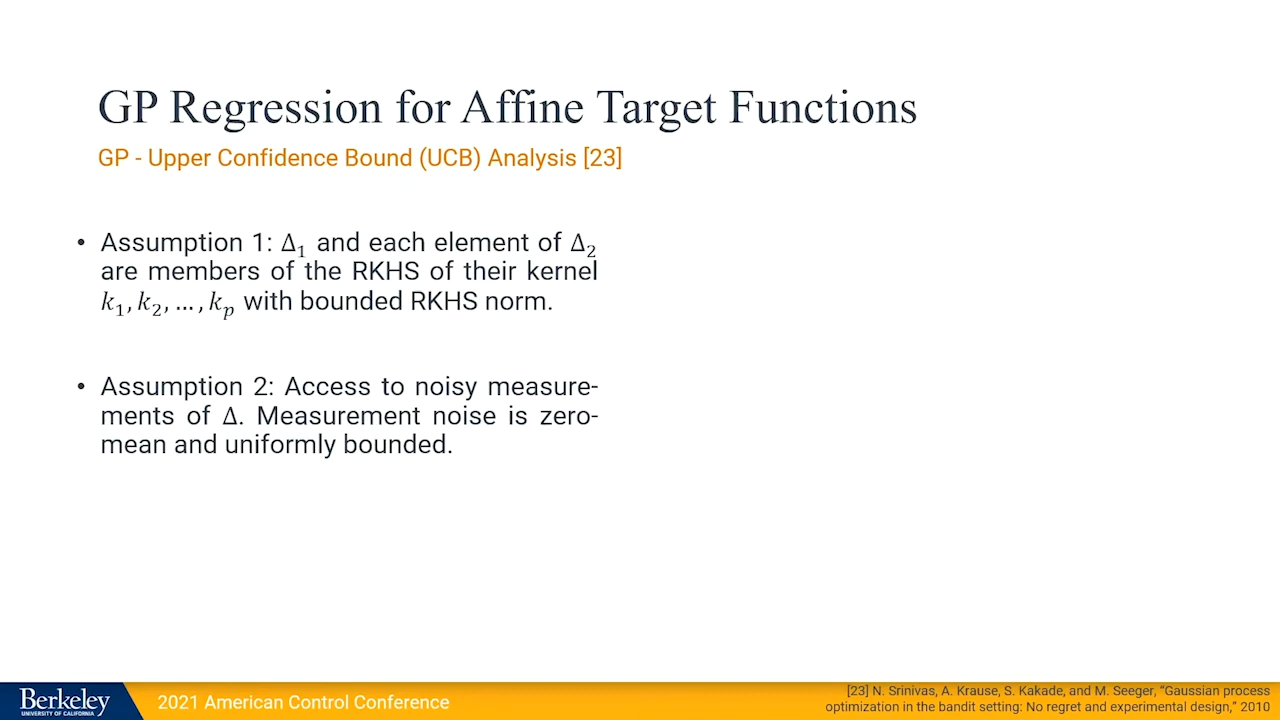 GP Regression for Affine Target Functions
GP - Upper Confidence Bound (UCB) Analysis [23]
• Assumption 1: Δ₁ and each element of Δ₂
are members of the RKHS of their kernel
k₁, k₂, … , kₚ with bounded RKHS norm.
• Assumption 2: Access to noisy measure-
ments of Δ. Measurement noise is zero-
mean and uniformly bounded.
Berkeley
UNIVERSITY OF CALIFORNIA
2021 American Control Conference
[23] N. Srinivas, A. Krause, S. Kakade, and M. Seeger, “Gaussian process
optimization in the bandit setting: No regret and experimental design,” 2010